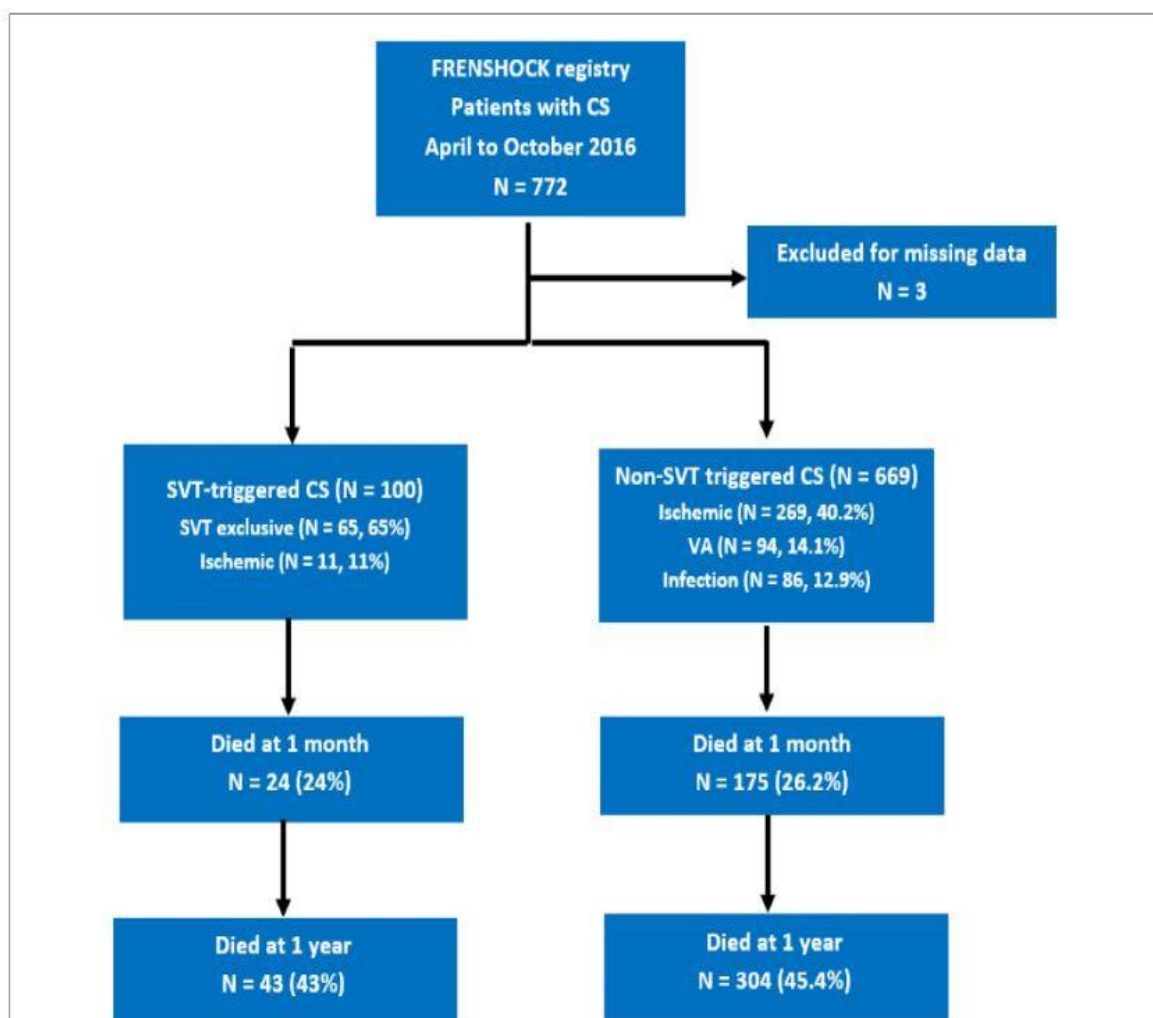 FRENSHOCK registry
Patients with CS
April to October 2016
N = 772
Excluded for missing data
N = 3
SVT-triggered CS (N = 100)
SVT exclusive (N = 65, 65%)
Ischemic (N = 11, 11%)
Non-SVT triggered CS (N = 669)
Ischemic (N = 269, 40.2%)
VA (N = 94, 14.1%)
Infection (N = 86, 12.9%)
Died at 1 month
N = 24 (24%)
Died at 1 month
N = 175 (26.2%)
Died at 1 year
N = 43 (43%)
Died at 1 year
N = 304 (45.4%)